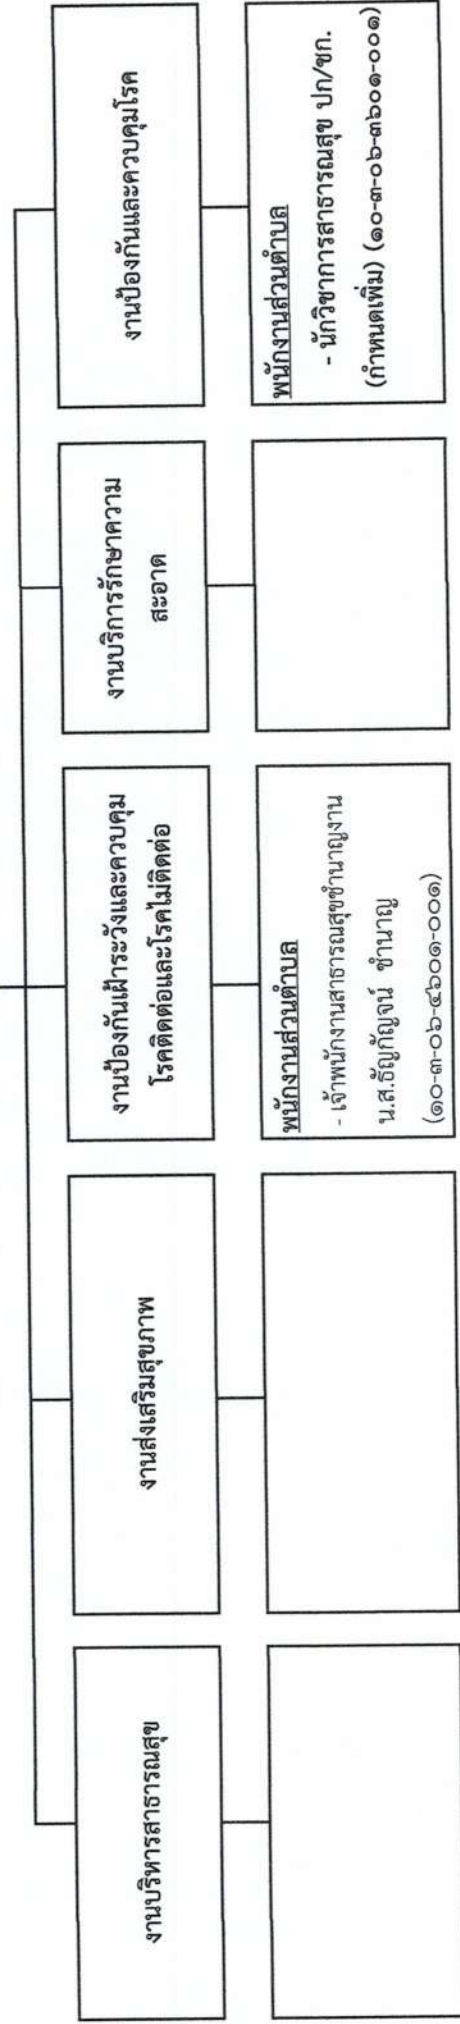 งานบริหารสาธารณสุข
งานส่งเสริมสุขภาพ
งานป้องกันเฝ้าระวังและควบคุม
โรคติดต่อและโรคไม่ติดต่อ
พนักงานส่วนตำบล
- เจ้าพนักงานสาธารณสุขชำนาญงาน
น.ส.ธัญกัญจน์ ชำนาญ
(๑๐-๓-๐๖-๔๖๐๑-๐๐๑)
งานบริการรักษาความ
สะอาด
งานป้องกันและควบคุมโรค
พนักงานส่วนตำบล
- นักวิชาการสาธารณสุข ปก/ชก.
(กำหนดเพิ่ม) (๑๐-๓-๐๖-๓๖๐๑-๐๐๑)